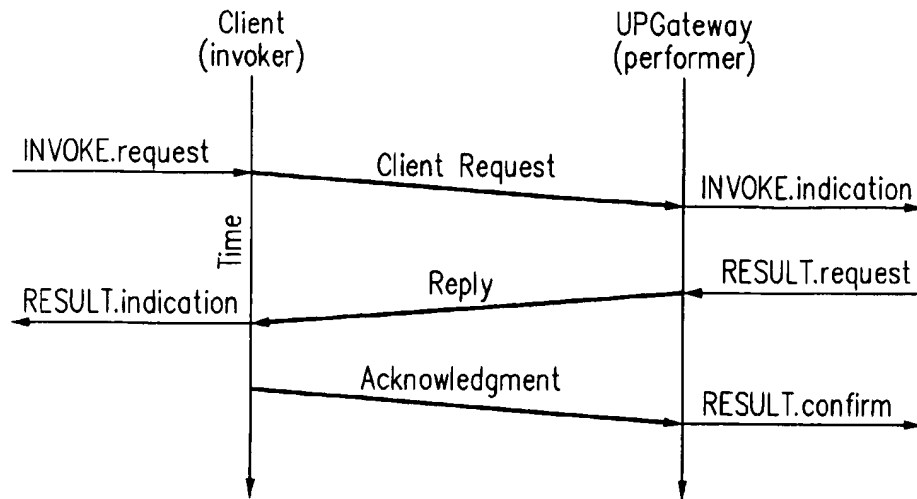 Client
(invoker)
UPGateway
(performer)
INVOKE.request
Client Request
INVOKE.indication
Time
RESULT.request
Reply
RESULT.indication
Acknowledgment
RESULT.confirm